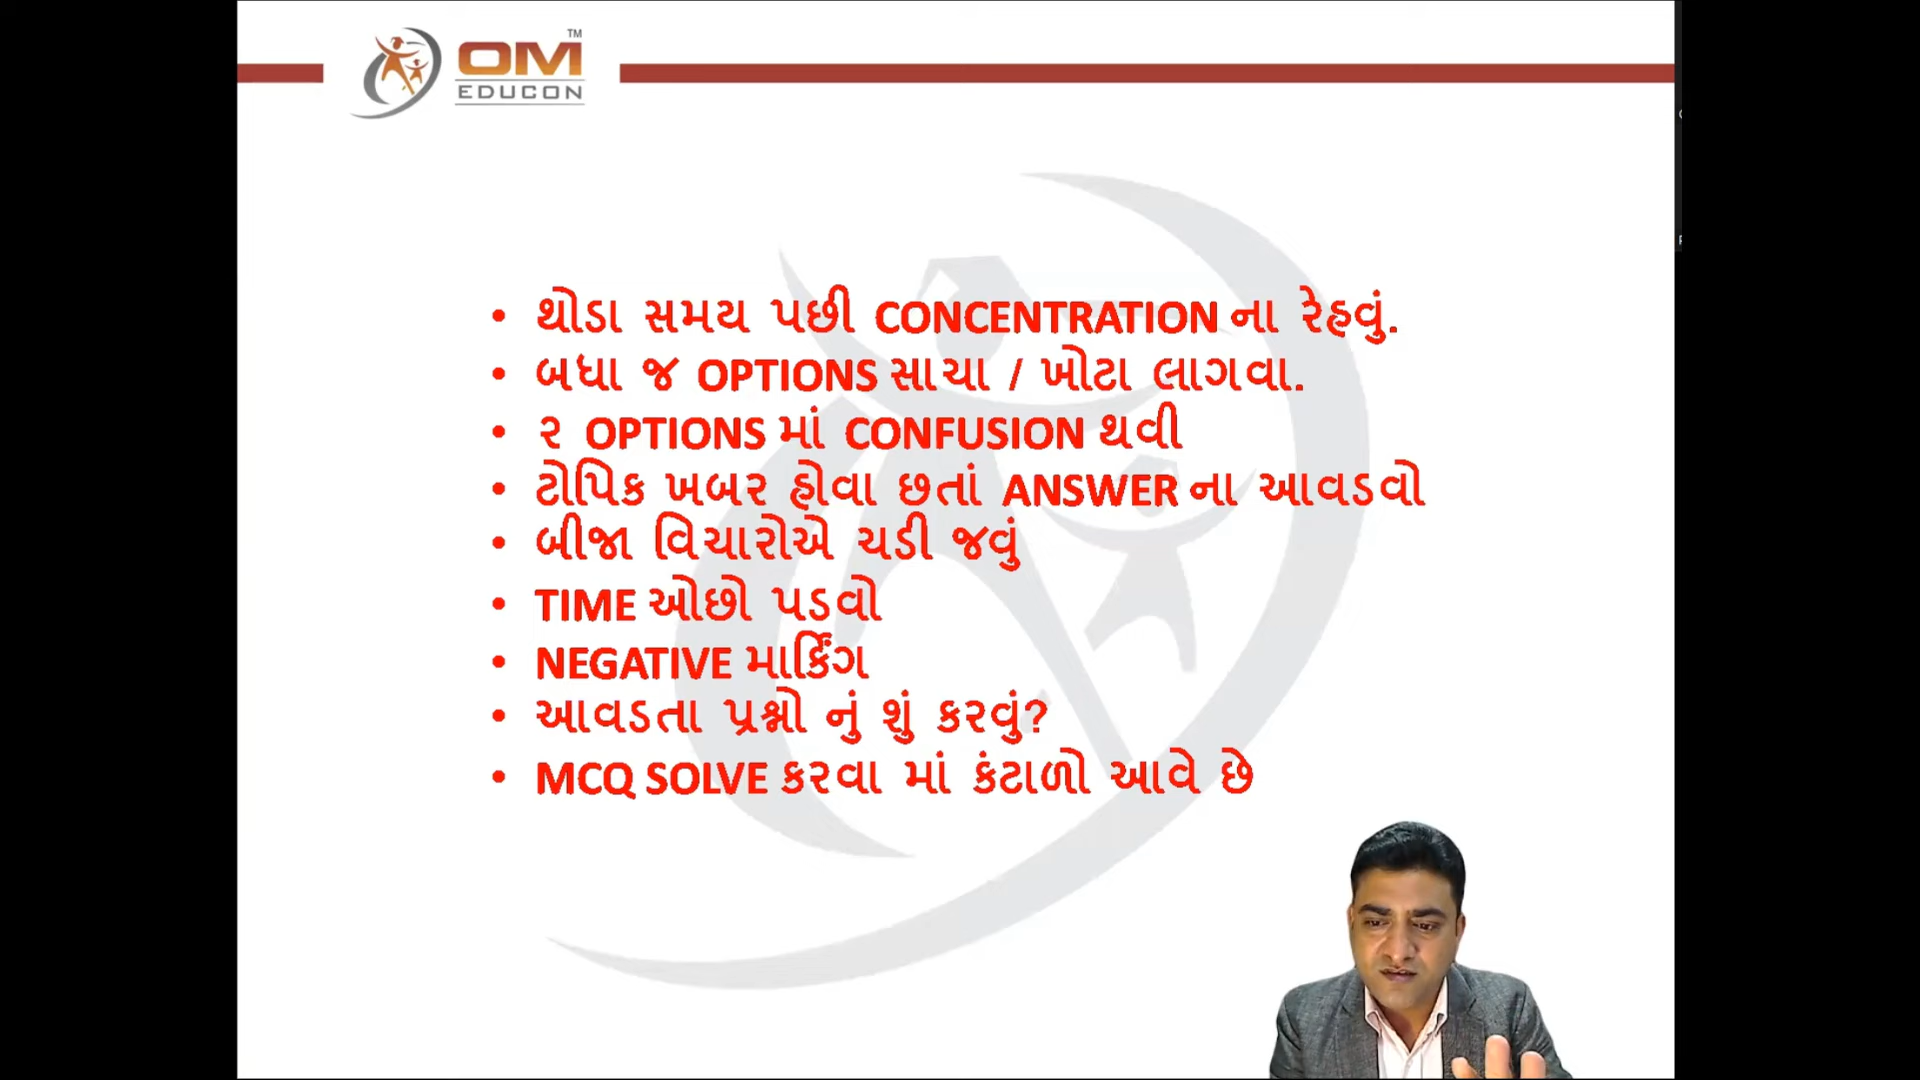 OM TM
EDUCON
• થોડા સમય પછી CONCENTRATION ના રેહવું.
• બધા જ OPTIONS સાચા / ખોટા લાગવા.
• ૨ OPTIONS માં CONFUSION થવી
• ટોપિક ખબર હોવા છતાં ANSWER ના આવડવો
• બીજા વિચારોએ ચડી જવું
• TIME ઓછો પડવો
• NEGATIVE માર્કિંગ
• આવડતા પ્રશ્નો નું શું કરવું?
• MCQ SOLVE કરવા માં કંટાળો આવે છે